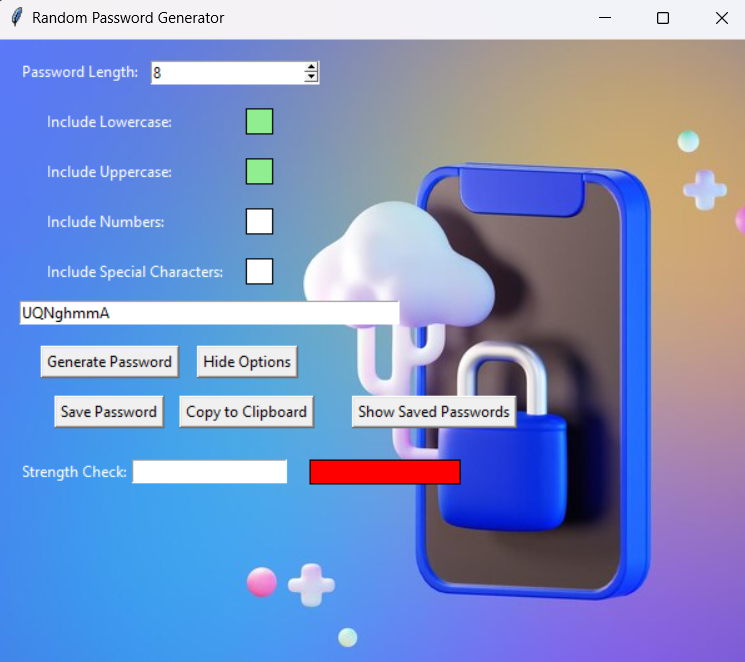 Random Password Generator
Password Length: 8
Include Lowercase:
Include Uppercase:
Include Numbers:
Include Special Characters:
UQNghmmA
Generate Password Hide Options
Save Password Copy to Clipboard Show Saved Passwords
Strength Check: